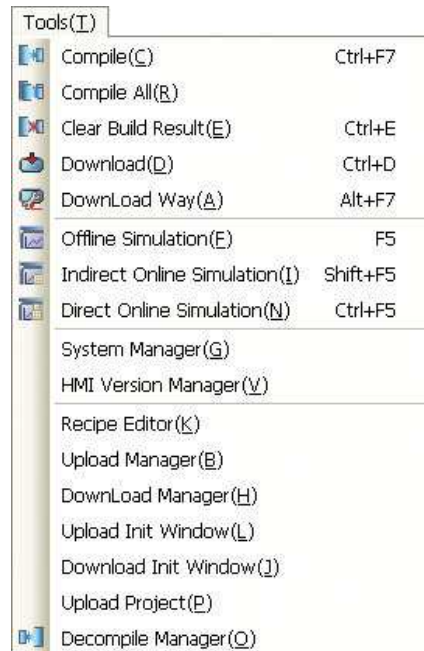 Tools(T)
Compile(C) Ctrl+F7
Compile All(R)
Clear Build Result(E) Ctrl+E
Download(D) Ctrl+D
DownLoad Way(A) Alt+F7
Offline Simulation(F) F5
Indirect Online Simulation(I) Shift+F5
Direct Online Simulation(N) Ctrl+F5
System Manager(G)
HMI Version Manager(V)
Recipe Editor(K)
Upload Manager(B)
DownLoad Manager(H)
Upload Init Window(L)
Download Init Window(J)
Upload Project(P)
Decompile Manager(O)